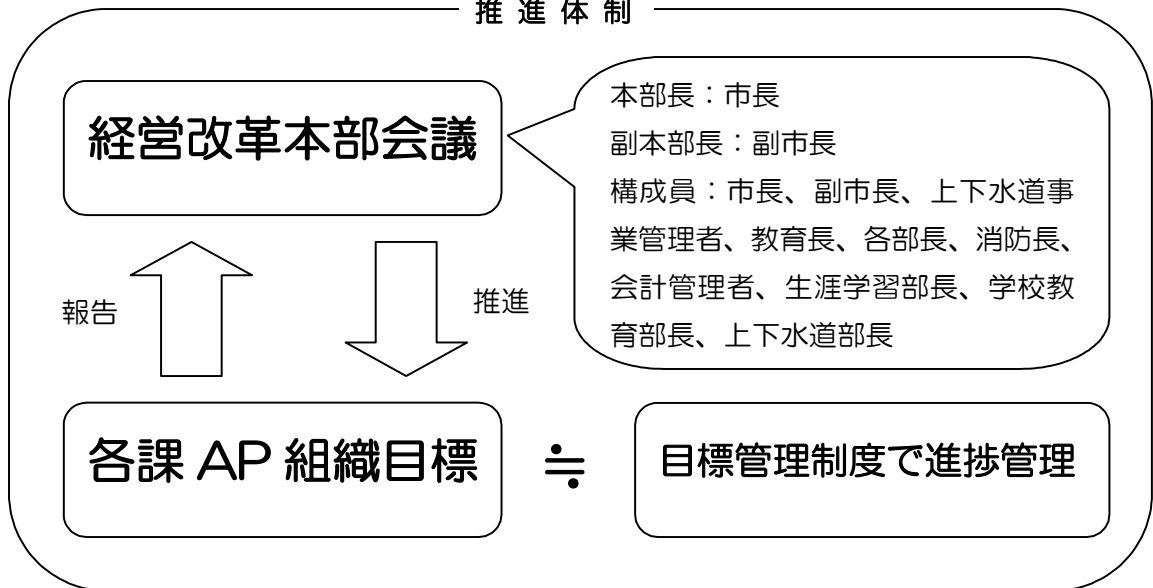 推進体制
経営改革本部会議
本部長：市長
副本部長：副市長
構成員：市長、副市長、上下水道事
業管理者、教育長、各部長、消防長、
会計管理者、生涯学習部長、学校教
育部長、上下水道部長
報告
推進
各課 AP 組織目標
≒
目標管理制度で進捗管理